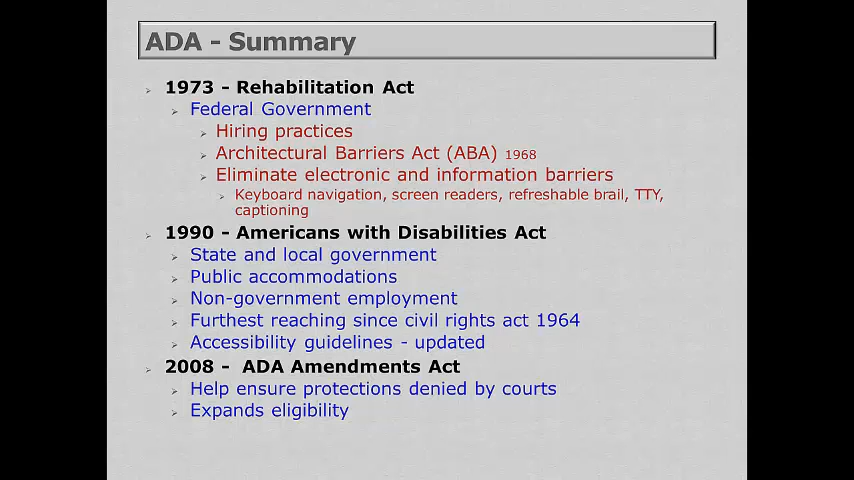 ADA - Summary
1973 - Rehabilitation Act
Federal Government
Hiring practices
Architectural Barriers Act (ABA) 1968
Eliminate electronic and information barriers
Keyboard navigation, screen readers, refreshable brail, TTY,
captioning
1990 - Americans with Disabilities Act
State and local government
Public accommodations
Non-government employment
Furthest reaching since civil rights act 1964
Accessibility guidelines - updated
2008 - ADA Amendments Act
Help ensure protections denied by courts
Expands eligibility